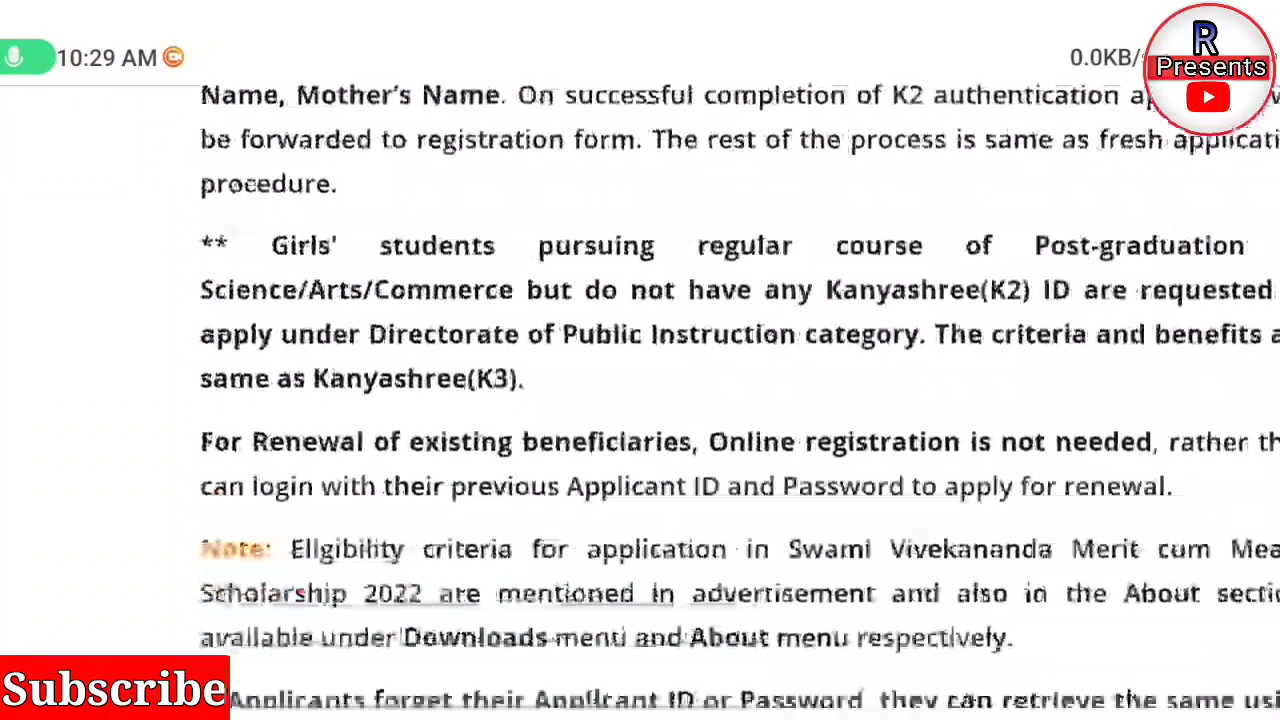 10:29 AM
0.0KB/
R
Presents
Name, Mother's Name. On successful completion of K2 authentication
be forwarded to registration form. The rest of the process is same as fresh applicati
procedure.
** Girls' students pursuing regular course of Post-graduation
Science/Arts/Commerce but do not have any Kanyashree(K2) ID are requested
apply under Directorate of Public Instruction category. The criteria and benefits a
same as Kanyashree(K3).
For Renewal of existing beneficiaries, Online registration is not needed, rather th
can login with their previous Applicant ID and Password to apply for renewal.
Note: Eligibility criteria for application in Swami Vivekananda Merit cum Mea
Scholarship 2022 are mentioned in advertisement and also in the About secti
available under Downloads menu and About menu respectively.
Applicants forget their Applicant ID or Password, they can retrieve the same usi
Subscribe